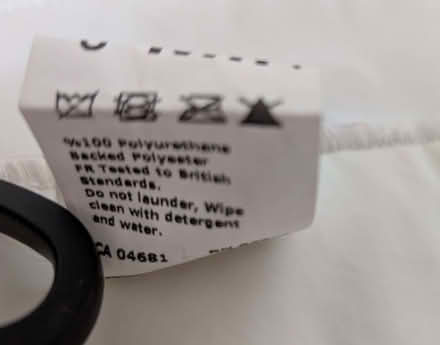 %100 Polyurethane
Backed Polyester
FR Tested to British
Standards.
Do not launder, Wipe
clean with detergent
and water.
CA 04681